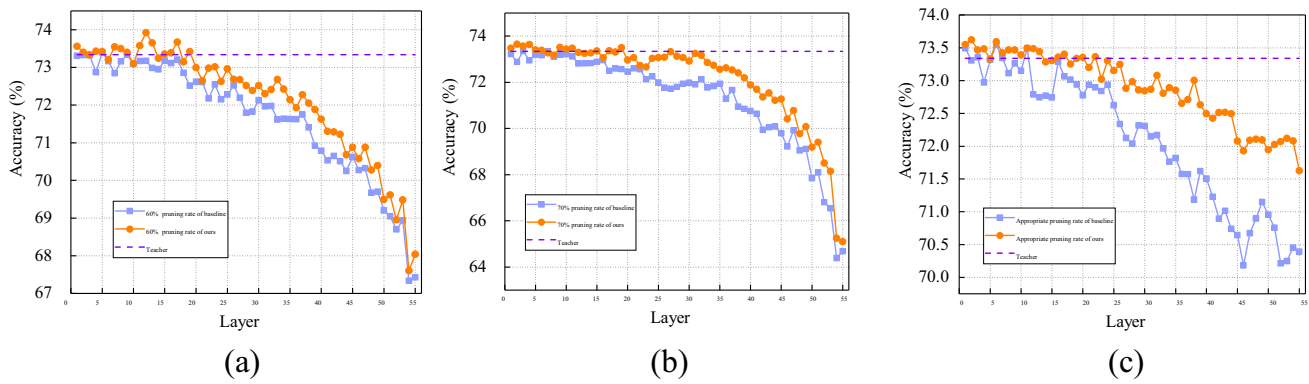 74
73
72
71
70
69
68
67
Accuracy (%)
60% pruning rate of baseline
60% pruning rate of ours
Teacher
0 5 10 15 20 25 30 35 40 45 50 55
Layer
(a)
74
72
70
68
66
64
Accuracy (%)
70% pruning rate of baseline
70% pruning rate of ours
Teacher
0 5 10 15 20 25 30 35 40 45 50 55
Layer
(b)
74.0
73.5
73.0
72.5
72.0
71.5
71.0
70.5
70.0
Accuracy (%)
Appropriate pruning rate of baseline
Appropriate pruning rate of ours
Teacher
0 5 10 15 20 25 30 35 40 45 50 55
Layer
(c)